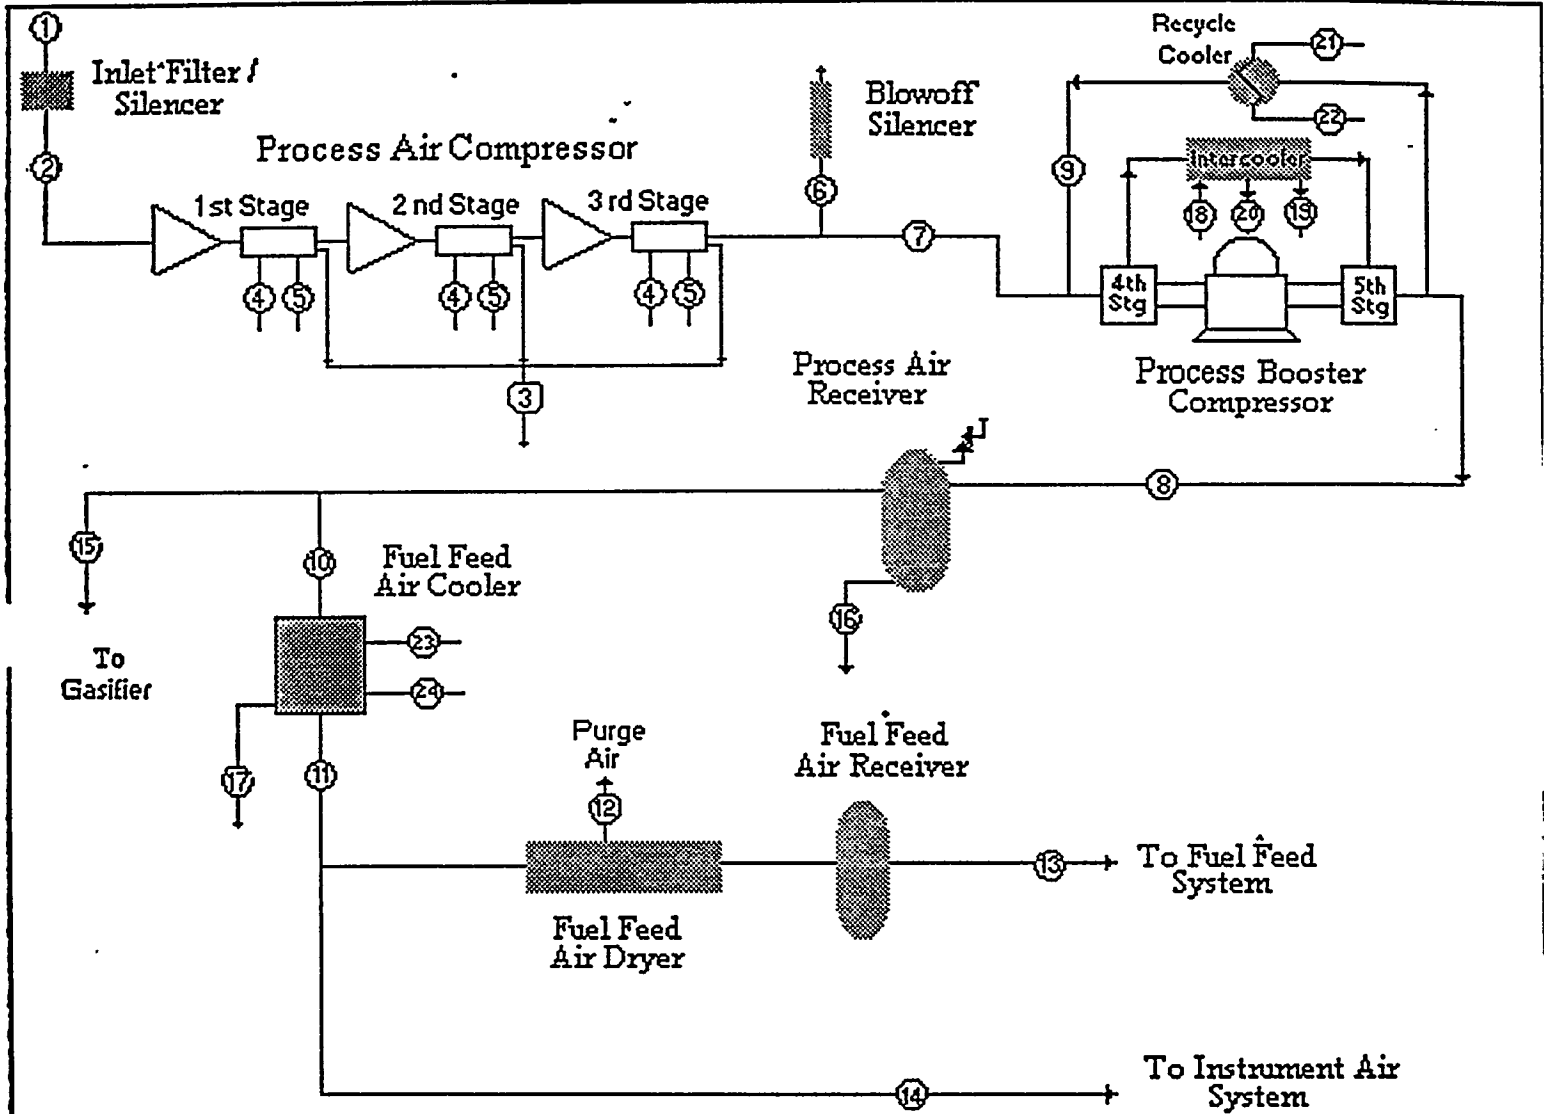 1
Inlet Filter /
Silencer
2
Process Air Compressor
1st Stage
2 nd Stage
3 rd Stage
4
5
4
5
4
5
3
6
Blowoff
Silencer
7
Recycle
Cooler
21
22
9
Intercooler
18
20
19
4th
Stg
5th
Stg
Process Booster
Compressor
Process Air
Receiver
8
15
To
Gasifier
10
Fuel Feed
Air Cooler
23
24
16
17
11
Purge
Air
12
Fuel Feed
Air Receiver
13
To Fuel Feed
System
Fuel Feed
Air Dryer
14
To Instrument Air
System